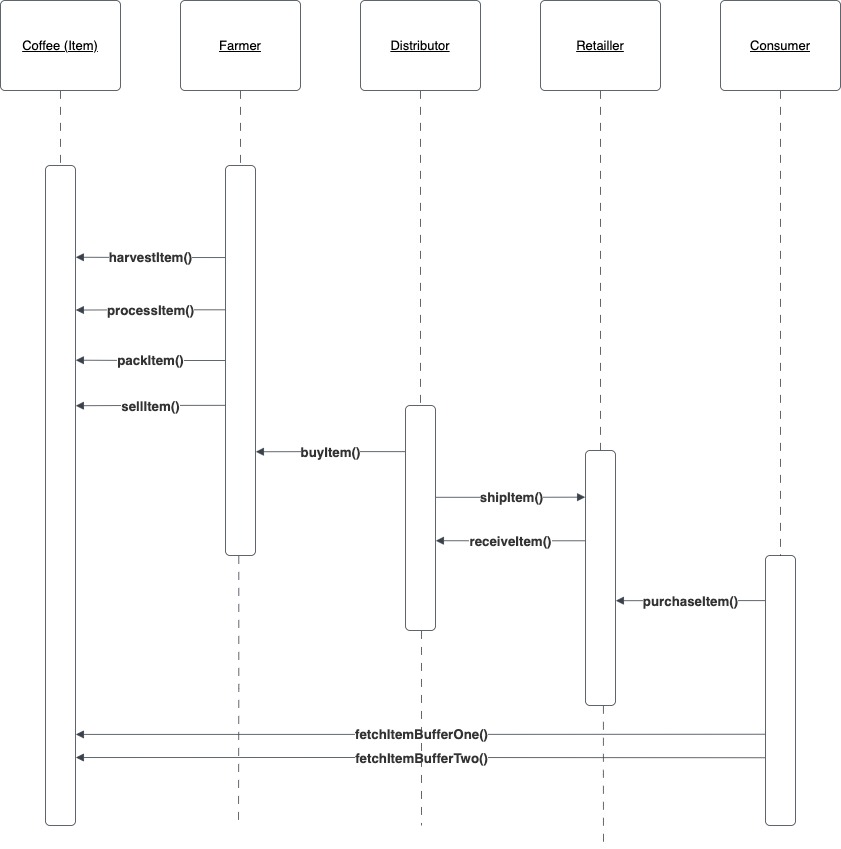 Coffee (Item)
Farmer
Distributor
Retailler
Consumer
harvestItem()
processItem()
packItem()
sellItem()
buyItem()
shipItem()
receiveItem()
purchaseItem()
fetchItemBufferOne()
fetchItemBufferTwo()